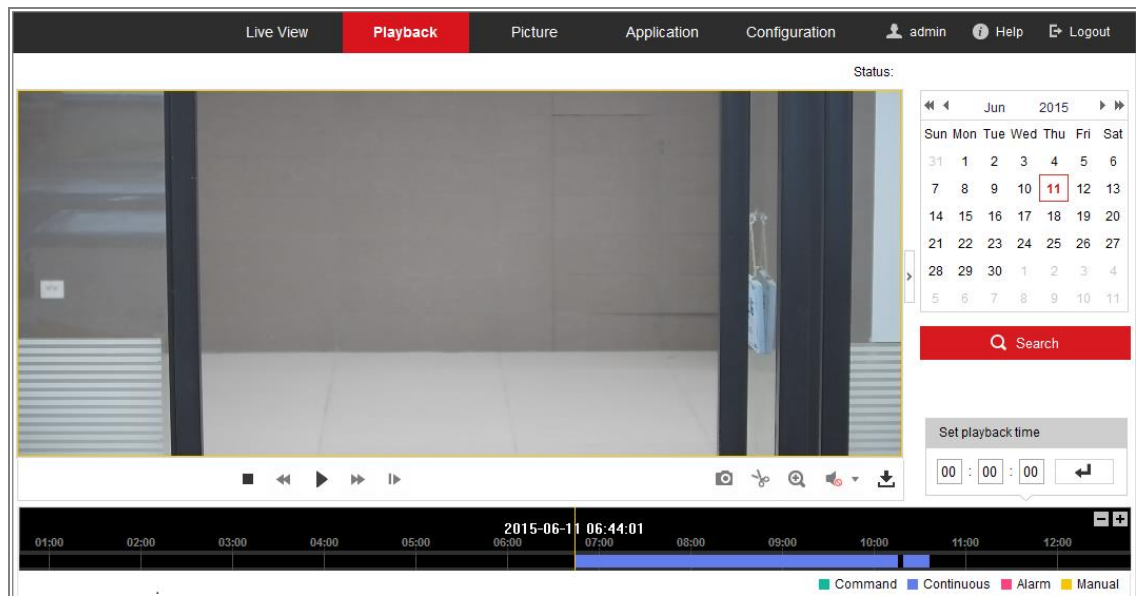 Live View Playback Picture Application Configuration admin Help Logout
Status:
Jun 2015
Sun Mon Tue Wed Thu Fri Sat
31 1 2 3 4 5 6
7 8 9 10 11 12 13
14 15 16 17 18 19 20
21 22 23 24 25 26 27
28 29 30 1 2 3 4
5 6 7 8 9 10 11
Search
Set playback time
00 : 00 : 00
2015-06-11 06:44:01
01:00 02:00 03:00 04:00 05:00 06:00 07:00 08:00 09:00 10:00 11:00 12:00
Command Continuous Alarm Manual